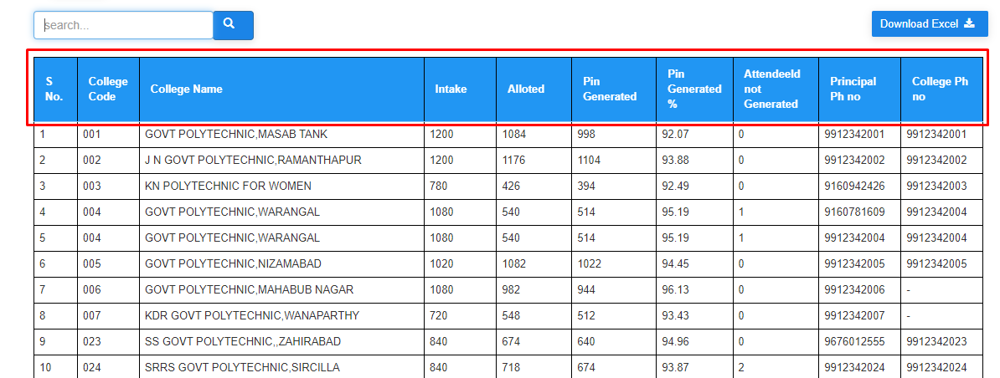 search...
Download Excel
S No. College Code College Name Intake Alloted Pin Generated Pin Generated % AttendeeId not Generated Principal Ph no College Ph no
1 001 GOVT POLYTECHNIC,MASAB TANK 1200 1084 998 92.07 0 9912342001 9912342001
2 002 J N GOVT POLYTECHNIC,RAMANTHAPUR 1200 1176 1104 93.88 0 9912342002 9912342002
3 003 KN POLYTECHNIC FOR WOMEN 780 426 394 92.49 0 9160942426 9912342003
4 004 GOVT POLYTECHNIC,WARANGAL 1080 540 514 95.19 1 9160781609 9912342004
5 004 GOVT POLYTECHNIC,WARANGAL 1080 540 514 95.19 1 9912342004 9912342004
6 005 GOVT POLYTECHNIC,NIZAMABAD 1020 1082 1022 94.45 0 9912342005 9912342005
7 006 GOVT POLYTECHNIC,MAHABUB NAGAR 1080 982 944 96.13 0 9912342006 -
8 007 KDR GOVT POLYTECHNIC,WANAPARTHY 720 548 512 93.43 0 9912342007 -
9 023 SS GOVT POLYTECHNIC,,ZAHIRABAD 840 674 640 94.96 0 9676012555 9912342023
10 024 SRRS GOVT POLYTECHNIC,SIRCILLA 840 718 674 93.87 2 9912342024 9912342024